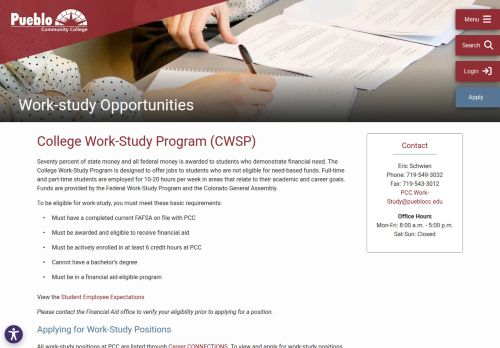 Pueblo
Community College
Menu
Search
Login
Apply
Work-study Opportunities
College Work-Study Program (CWSP)
Seventy percent of state money and all federal money is awarded to students who demonstrate financial need. The
College Work-Study Program is designed to offer jobs to students who are not eligible for need-based funds. Full-time
and part-time students are employed for 10-20 hours per week in areas that relate to their academic and career goals.
Funds are provided by the Federal Work-Study Program and the Colorado General Assembly.
To be eligible for work-study, you must meet these basic requirements:
Must have a completed current FAFSA on file with PCC
Must be awarded and eligible to receive financial aid
Must be actively enrolled in at least 6 credit hours at PCC
Cannot have a bachelor's degree
Must be in a financial aid-eligible program
View the Student Employee Expectations
Please contact the Financial Aid office to verify your eligibility prior to applying for a position.
Applying for Work-Study Positions
All work-study positions at PCC are listed through Career CONNECTIONS. To view and apply for work-study positions,
Contact
Eric Schwien
Phone: 719-549-3032
Fax: 719-543-3012
PCC.Work-
Study@pueblocc.edu
Office Hours
Mon-Fri: 8:00 a.m. - 5:00 p.m.
Sat-Sun: Closed